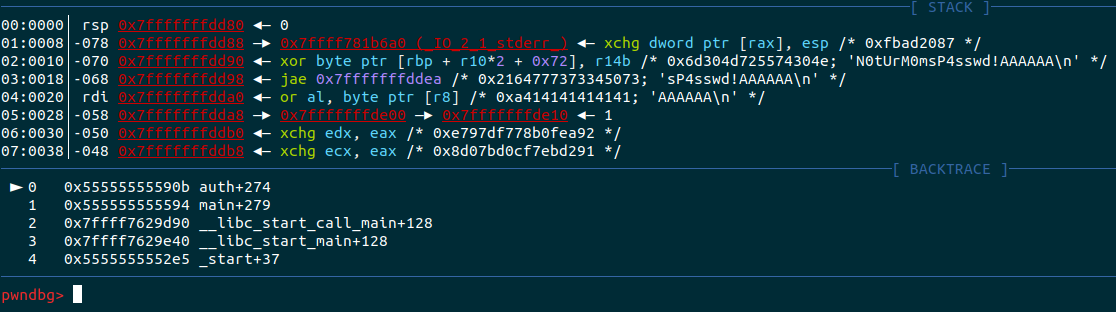 [ STACK ]
00:0000│ rsp 0x7fffffffdd80 ◂— 0
01:0008│-078 0x7fffffffdd88 —▸ 0x7ffff781b6a0 (_IO_2_1_stderr_) ◂— xchg dword ptr [rax], esp /* 0xfbad2087 */
02:0010│-070 0x7fffffffdd90 ◂— xor byte ptr [rbp + r10*2 + 0x72], r14b /* 0x6d304d725574304e; 'N0tUrM0msP4sswd!AAAAAA\n' */
03:0018│-068 0x7fffffffdd98 ◂— jae 0x7fffffffddea /* 0x2164777373345073; 'sP4sswd!AAAAAA\n' */
04:0020│ rdi 0x7fffffffdda0 ◂— or al, byte ptr [r8] /* 0xa414141414141; 'AAAAAA\n' */
05:0028│-058 0x7fffffffdda8 —▸ 0x7fffffffde00 —▸ 0x7fffffffde10 ◂— 1
06:0030│-050 0x7fffffffddb0 ◂— xchg edx, eax /* 0xe797df778b0fea92 */
07:0038│-048 0x7fffffffddb8 ◂— xchg ecx, eax /* 0x8d07bd0cf7ebd291 */
[ BACKTRACE ]
► 0 0x55555555590b auth+274
1 0x555555555594 main+279
2 0x7ffff7629d90 __libc_start_call_main+128
3 0x7ffff7629e40 __libc_start_main+128
4 0x5555555552e5 _start+37
pwndbg>